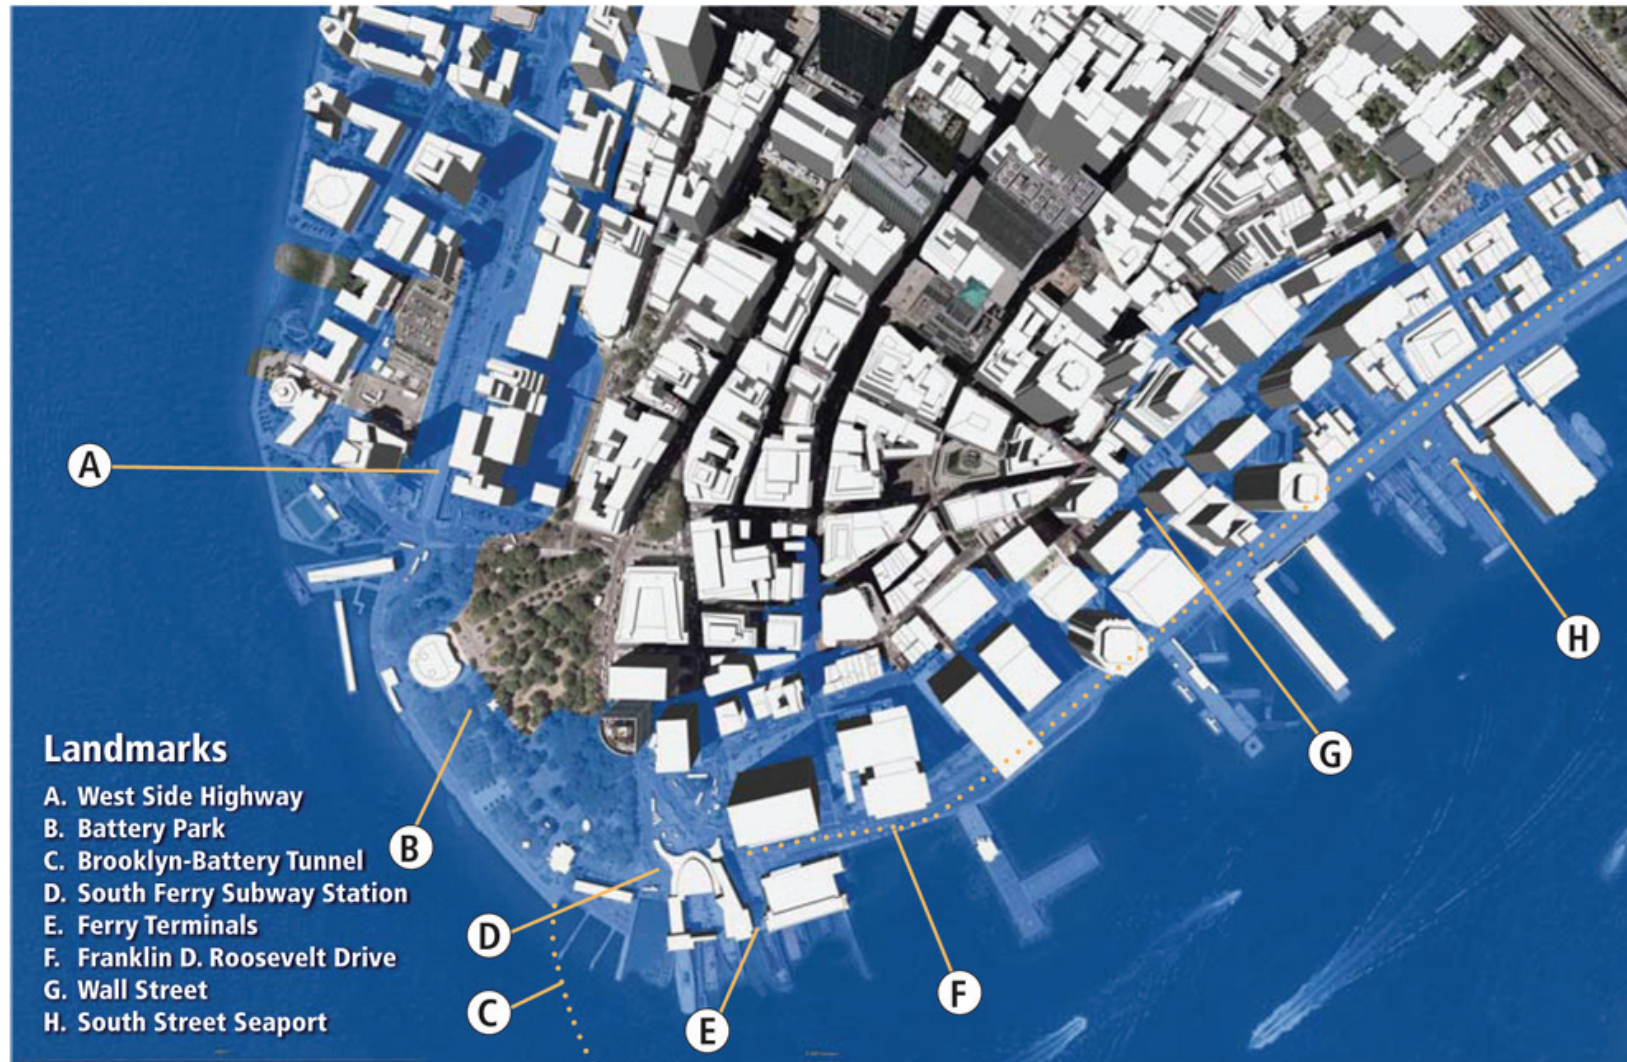 A
H
G
Landmarks
A. West Side Highway
B. Battery Park
C. Brooklyn-Battery Tunnel
D. South Ferry Subway Station
E. Ferry Terminals
F. Franklin D. Roosevelt Drive
G. Wall Street
H. South Street Seaport
B
D
F
C
E